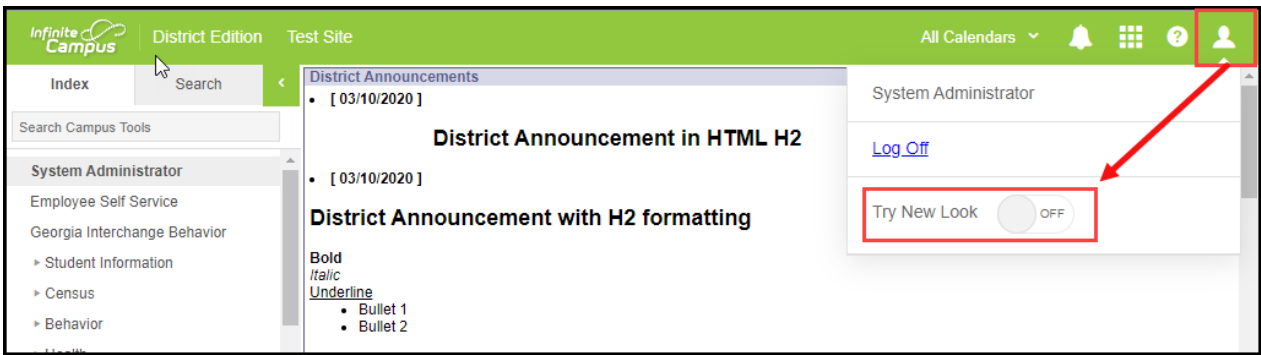 Infinite Campus
District Edition
Test Site
All Calendars
?
Index
Search
<
Search Campus Tools
System Administrator
Employee Self Service
Georgia Interchange Behavior
Student Information
Census
Behavior
Health
District Announcements
• [ 03/10/2020 ]
District Announcement in HTML H2
• [ 03/10/2020 ]
District Announcement with H2 formatting
Bold
Italic
Underline
• Bullet 1
• Bullet 2
System Administrator
Log Off
Try New Look OFF